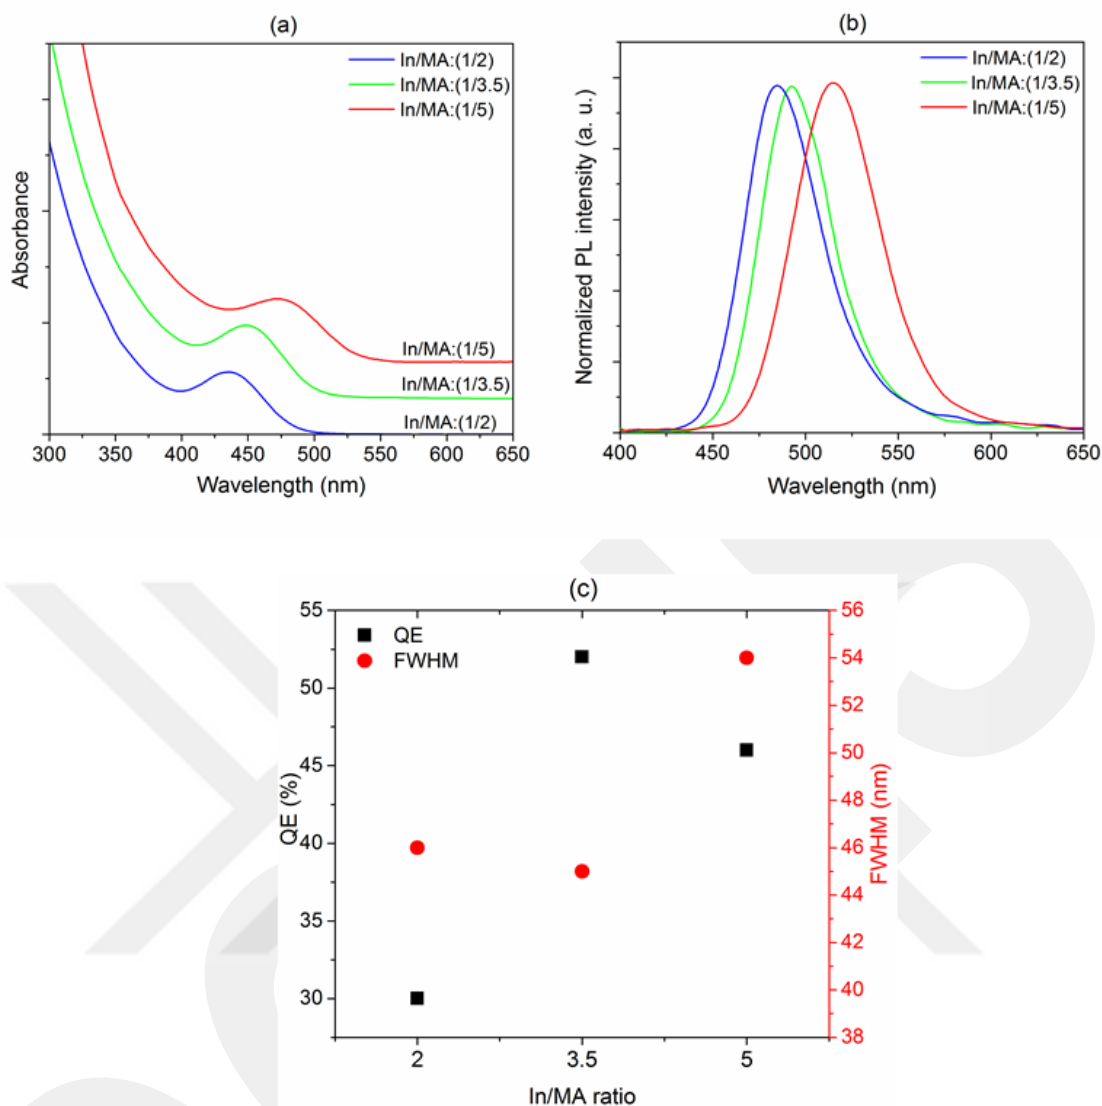 (a)
In/MA:(1/2)
In/MA:(1/3.5)
In/MA:(1/5)
Absorbance
In/MA:(1/5)
In/MA:(1/3.5)
In/MA:(1/2)
300 350 400 450 500 550 600 650
Wavelength (nm)
(b)
In/MA:(1/2)
In/MA:(1/3.5)
In/MA:(1/5)
Normalized PL intensity (a. u.)
400 450 500 550 600 650
Wavelength (nm)
(c)
QE
FWHM
55
50
45
40
35
30
QE (%)
56
54
52
50
48
46
44
42
40
38
FWHM (nm)
2 3.5 5
In/MA ratio